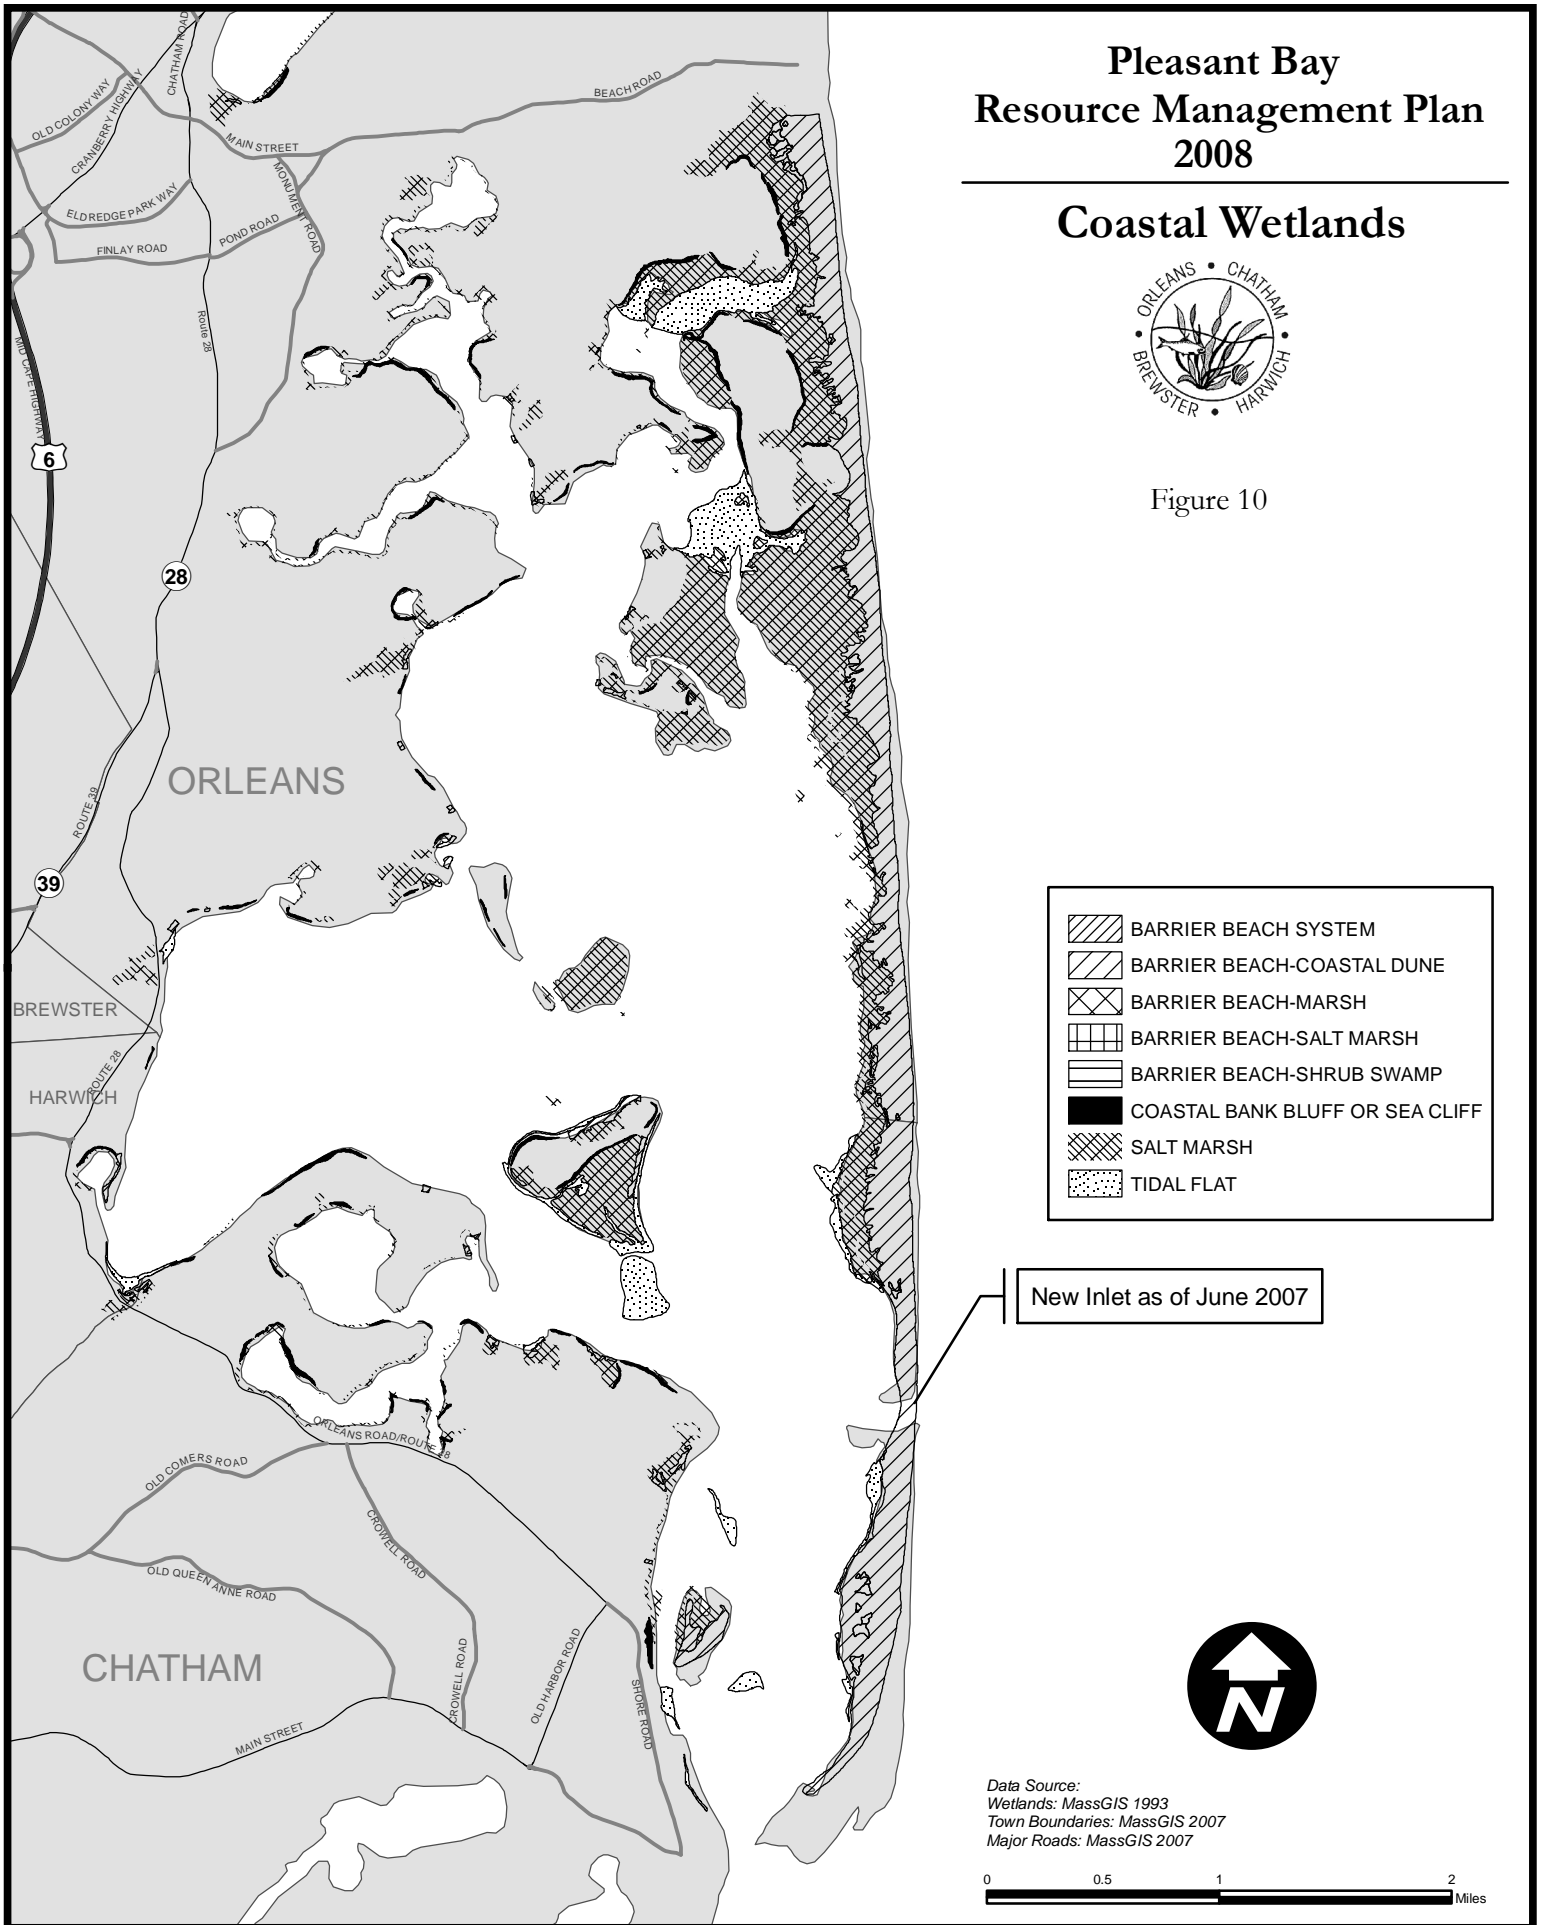 Pleasant Bay
Resource Management Plan
2008
Coastal Wetlands
ORLEANS • CHATHAM • HARWICH • BREWSTER •
Figure 10
CHATHAM ROAD
OLD COLONY WAY
CRANBERRY HIGHWAY
BEACH ROAD
MAIN STREET
MONUMENT ROAD
ELDREDGE PARK WAY
POND ROAD
FINLAY ROAD
Route 28
MID CAPE HIGHWAY
6
28
ORLEANS
ROUTE 39
39
BREWSTER
ROUTE 28
HARWICH
BARRIER BEACH SYSTEM
BARRIER BEACH-COASTAL DUNE
BARRIER BEACH-MARSH
BARRIER BEACH-SALT MARSH
BARRIER BEACH-SHRUB SWAMP
COASTAL BANK BLUFF OR SEA CLIFF
SALT MARSH
TIDAL FLAT
New Inlet as of June 2007
ORLEANS ROAD/ROUTE 28
OLD COMERS ROAD
CROWELL ROAD
OLD QUEEN ANNE ROAD
CHATHAM
CROWELL ROAD
OLD HARBOR ROAD
SHORE ROAD
MAIN STREET
N
Data Source:
Wetlands: MassGIS 1993
Town Boundaries: MassGIS 2007
Major Roads: MassGIS 2007
0 0.5 1 2
Miles